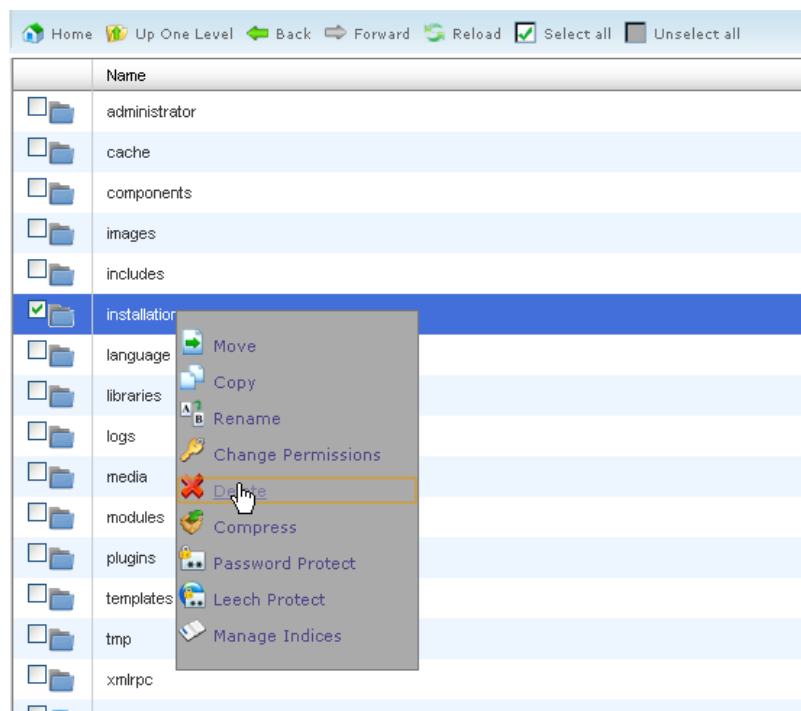 Home Up One Level Back Forward Reload Select all Unselect all
Name
administrator
cache
components
images
includes
installation
language
libraries
logs
media
modules
plugins
templates
tmp
xmlrpc
Move
Copy
Rename
Change Permissions
Delete
Compress
Password Protect
Leech Protect
Manage Indices